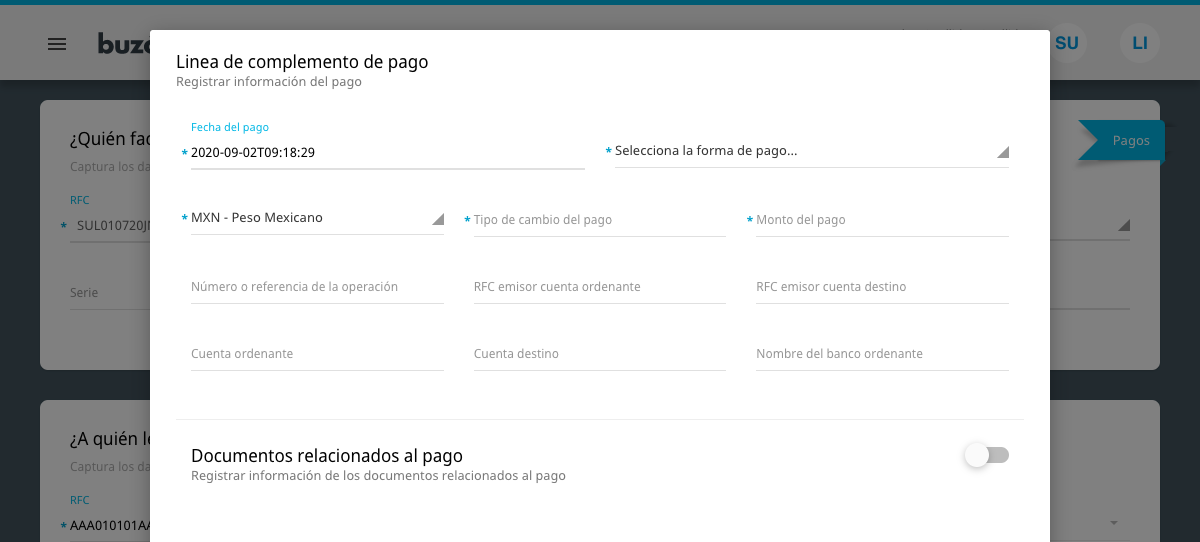 buzo
SU
LI
Linea de complemento de pago
Registrar información del pago
Fecha del pago
* 2020-09-02T09:18:29
* Selecciona la forma de pago...
* MXN - Peso Mexicano
* Tipo de cambio del pago
* Monto del pago
Número o referencia de la operación
RFC emisor cuenta ordenante
RFC emisor cuenta destino
Cuenta ordenante
Cuenta destino
Nombre del banco ordenante
Documentos relacionados al pago
Registrar información de los documentos relacionados al pago
¿Quién fac
Captura los da
RFC
* SUL010720JN
Serie
Pagos
¿A quién le
Captura los da
RFC
* AAA010101AA